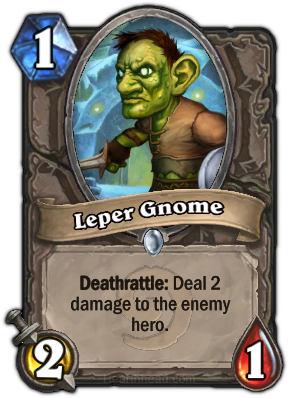 1
Leper Gnome
Deathrattle: Deal 2
damage to the enemy
hero.
2
1